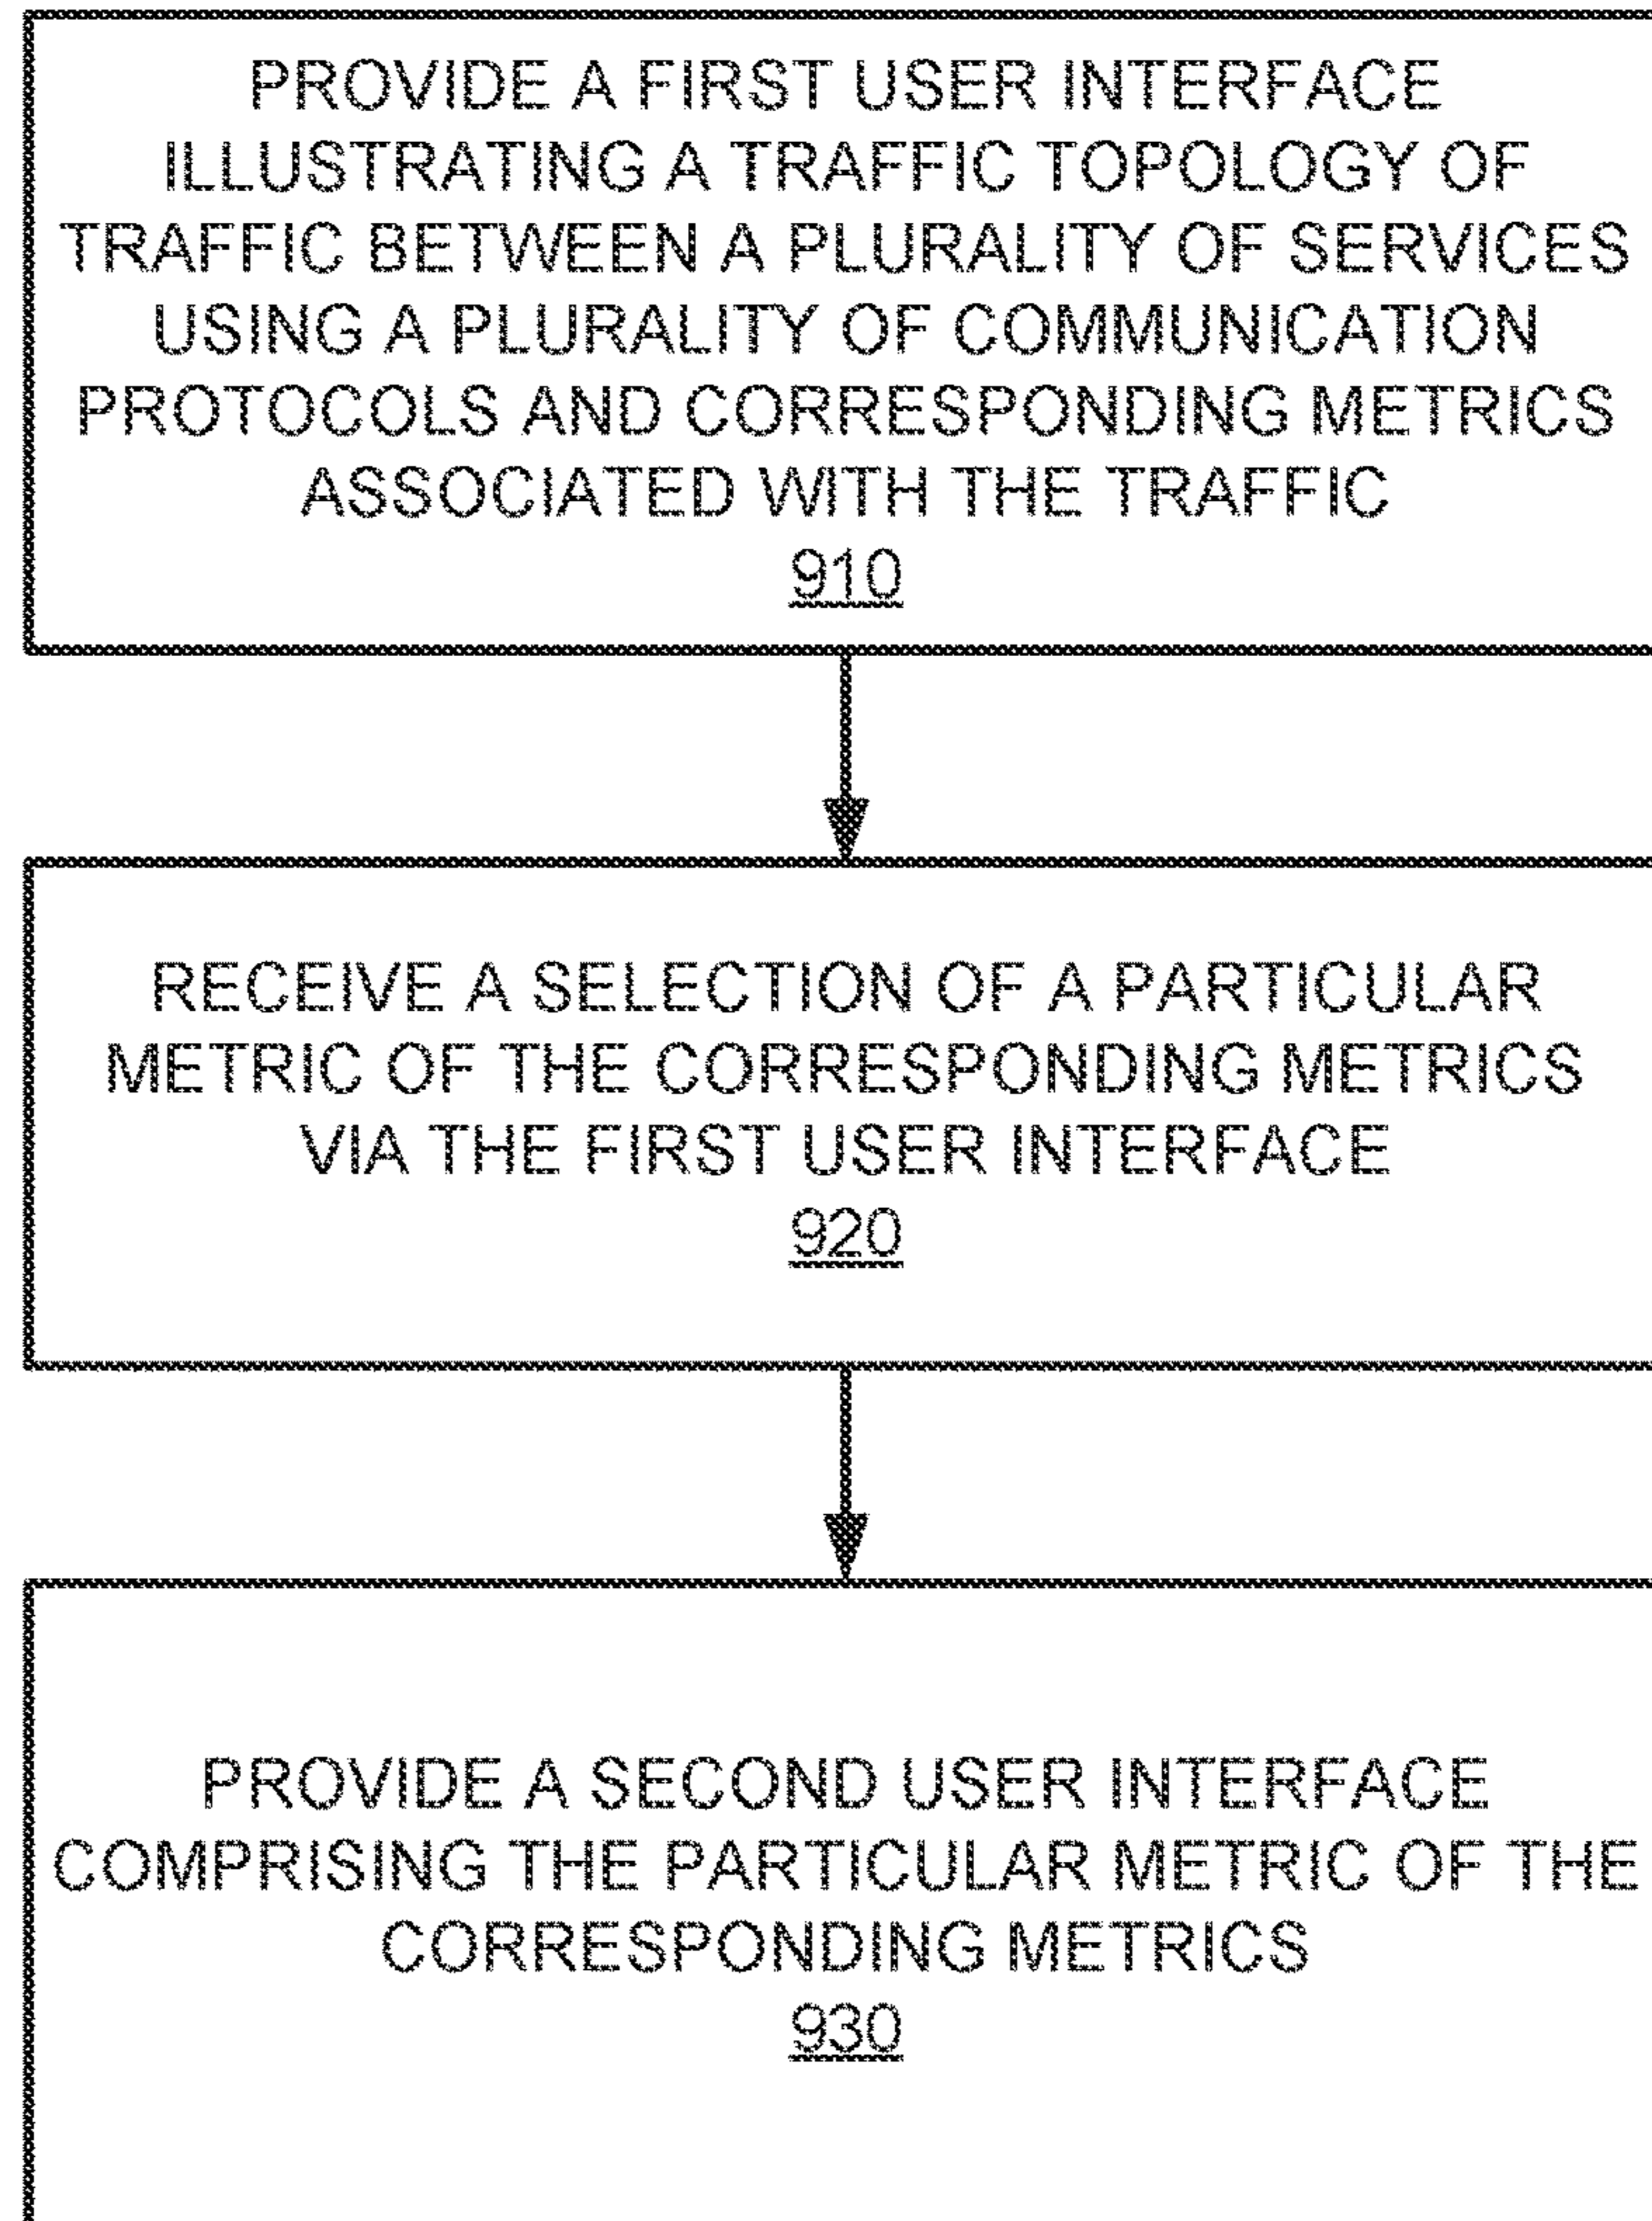 PROVIDE A FIRST USER INTERFACE
ILLUSTRATING A TRAFFIC TOPOLOGY OF
TRAFFIC BETWEEN A PLURALITY OF SERVICES
USING A PLURALITY OF COMMUNICATION
PROTOCOLS AND CORRESPONDING METRICS
ASSOCIATED WITH THE TRAFFIC
910
RECEIVE A SELECTION OF A PARTICULAR
METRIC OF THE CORRESPONDING METRICS
VIA THE FIRST USER INTERFACE
920
PROVIDE A SECOND USER INTERFACE
COMPRISING THE PARTICULAR METRIC OF THE
CORRESPONDING METRICS
930